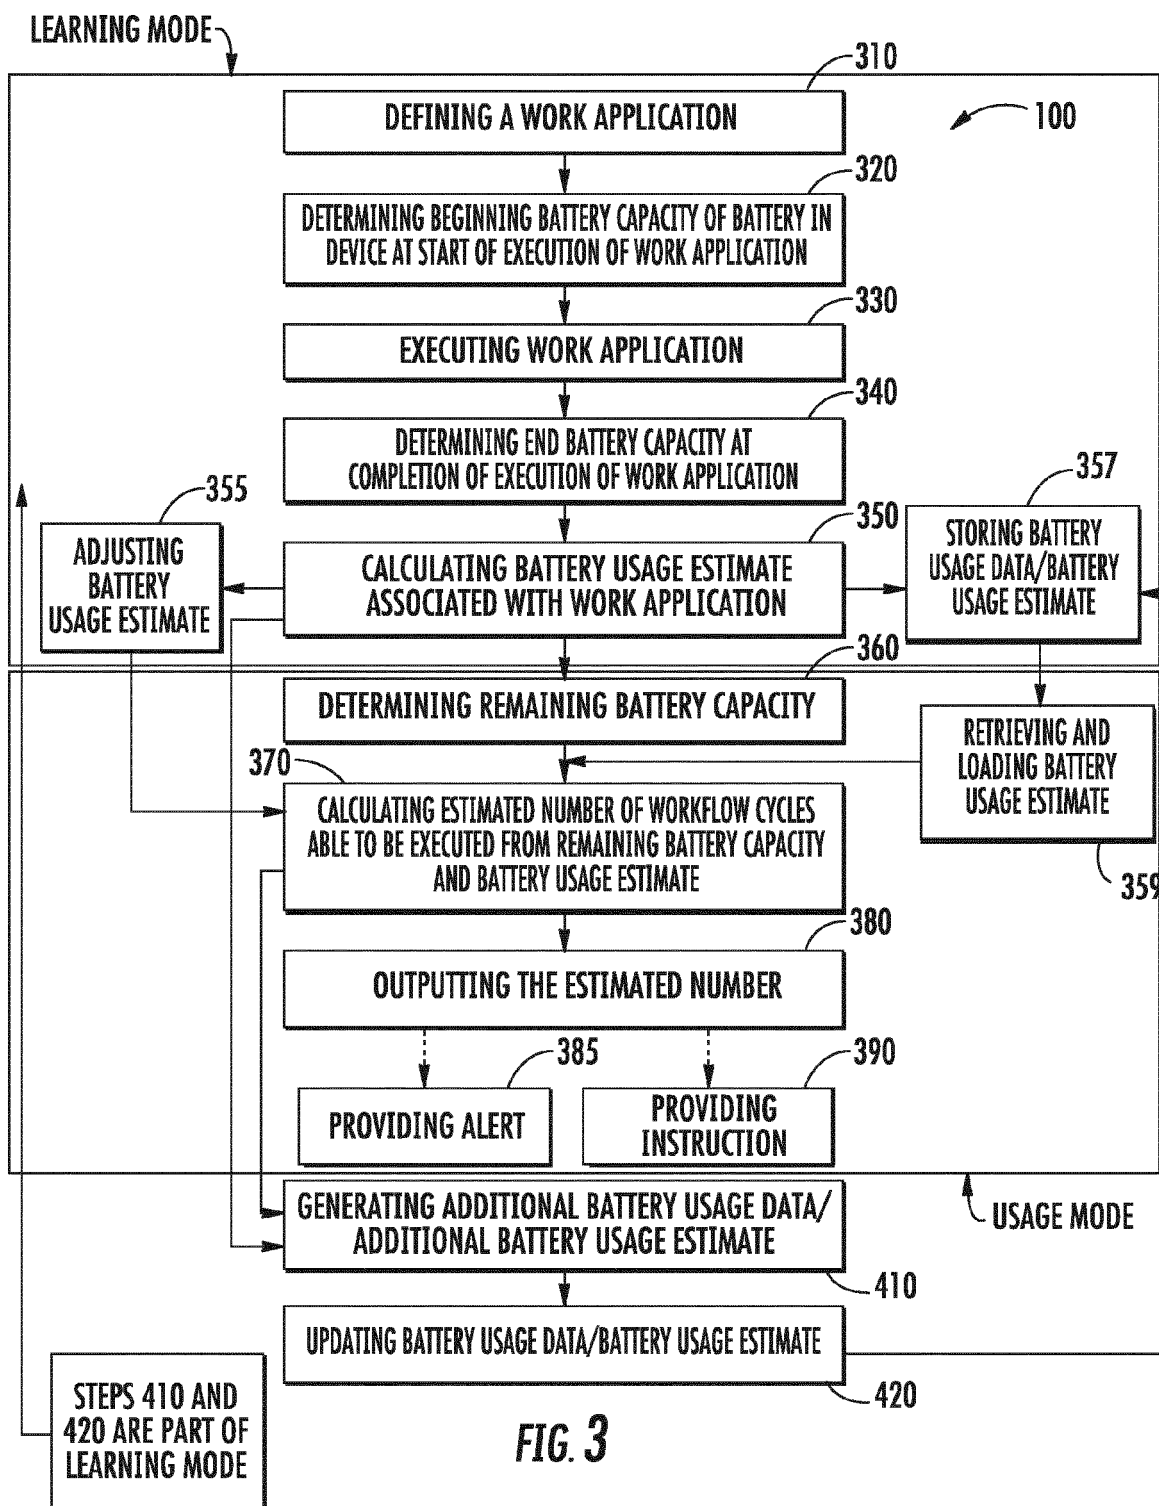 LEARNING MODE
310
DEFINING A WORK APPLICATION
100
320
DETERMINING BEGINNING BATTERY CAPACITY OF BATTERY IN
DEVICE AT START OF EXECUTION OF WORK APPLICATION
330
EXECUTING WORK APPLICATION
340
DETERMINING END BATTERY CAPACITY AT
COMPLETION OF EXECUTION OF WORK APPLICATION
355
ADJUSTING
BATTERY
USAGE ESTIMATE
350
CALCULATING BATTERY USAGE ESTIMATE
ASSOCIATED WITH WORK APPLICATION
357
STORING BATTERY
USAGE DATA/BATTERY
USAGE ESTIMATE
360
DETERMINING REMAINING BATTERY CAPACITY
RETRIEVING AND
LOADING BATTERY
USAGE ESTIMATE
359
370
CALCULATING ESTIMATED NUMBER OF WORKFLOW CYCLES
ABLE TO BE EXECUTED FROM REMAINING BATTERY CAPACITY
AND BATTERY USAGE ESTIMATE
380
OUTPUTTING THE ESTIMATED NUMBER
385
PROVIDING ALERT
390
PROVIDING
INSTRUCTION
USAGE MODE
GENERATING ADDITIONAL BATTERY USAGE DATA/
ADDITIONAL BATTERY USAGE ESTIMATE
410
UPDATING BATTERY USAGE DATA/BATTERY USAGE ESTIMATE
420
STEPS 410 AND
420 ARE PART OF
LEARNING MODE
FIG. 3